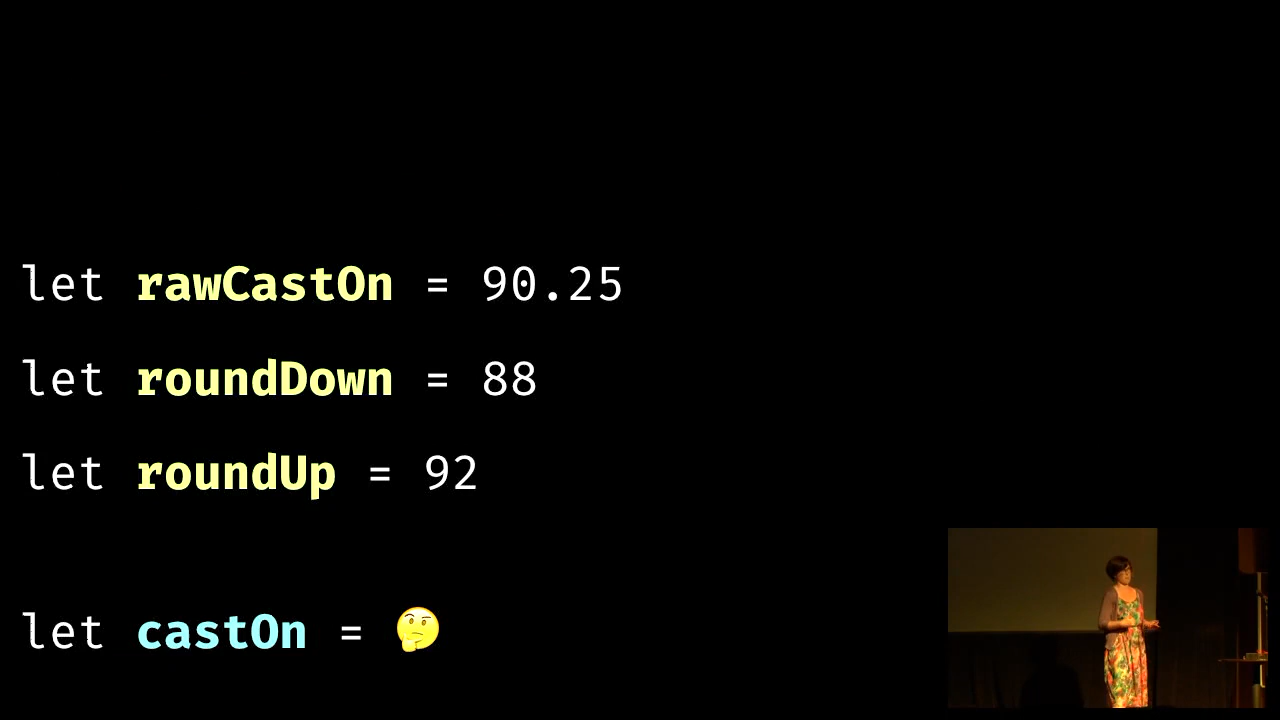 let rawCastOn = 90.25
let roundDown = 88
let roundUp = 92
let castOn = 🤔